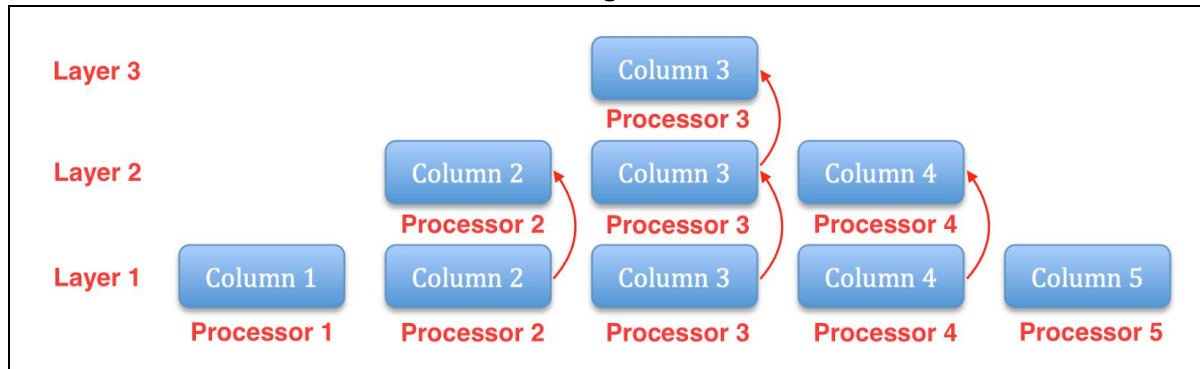 Layer 3
Column 3
Processor 3
Layer 2
Column 2
Column 3
Column 4
Processor 2
Processor 3
Processor 4
Layer 1
Column 1
Column 2
Column 3
Column 4
Column 5
Processor 1
Processor 2
Processor 3
Processor 4
Processor 5